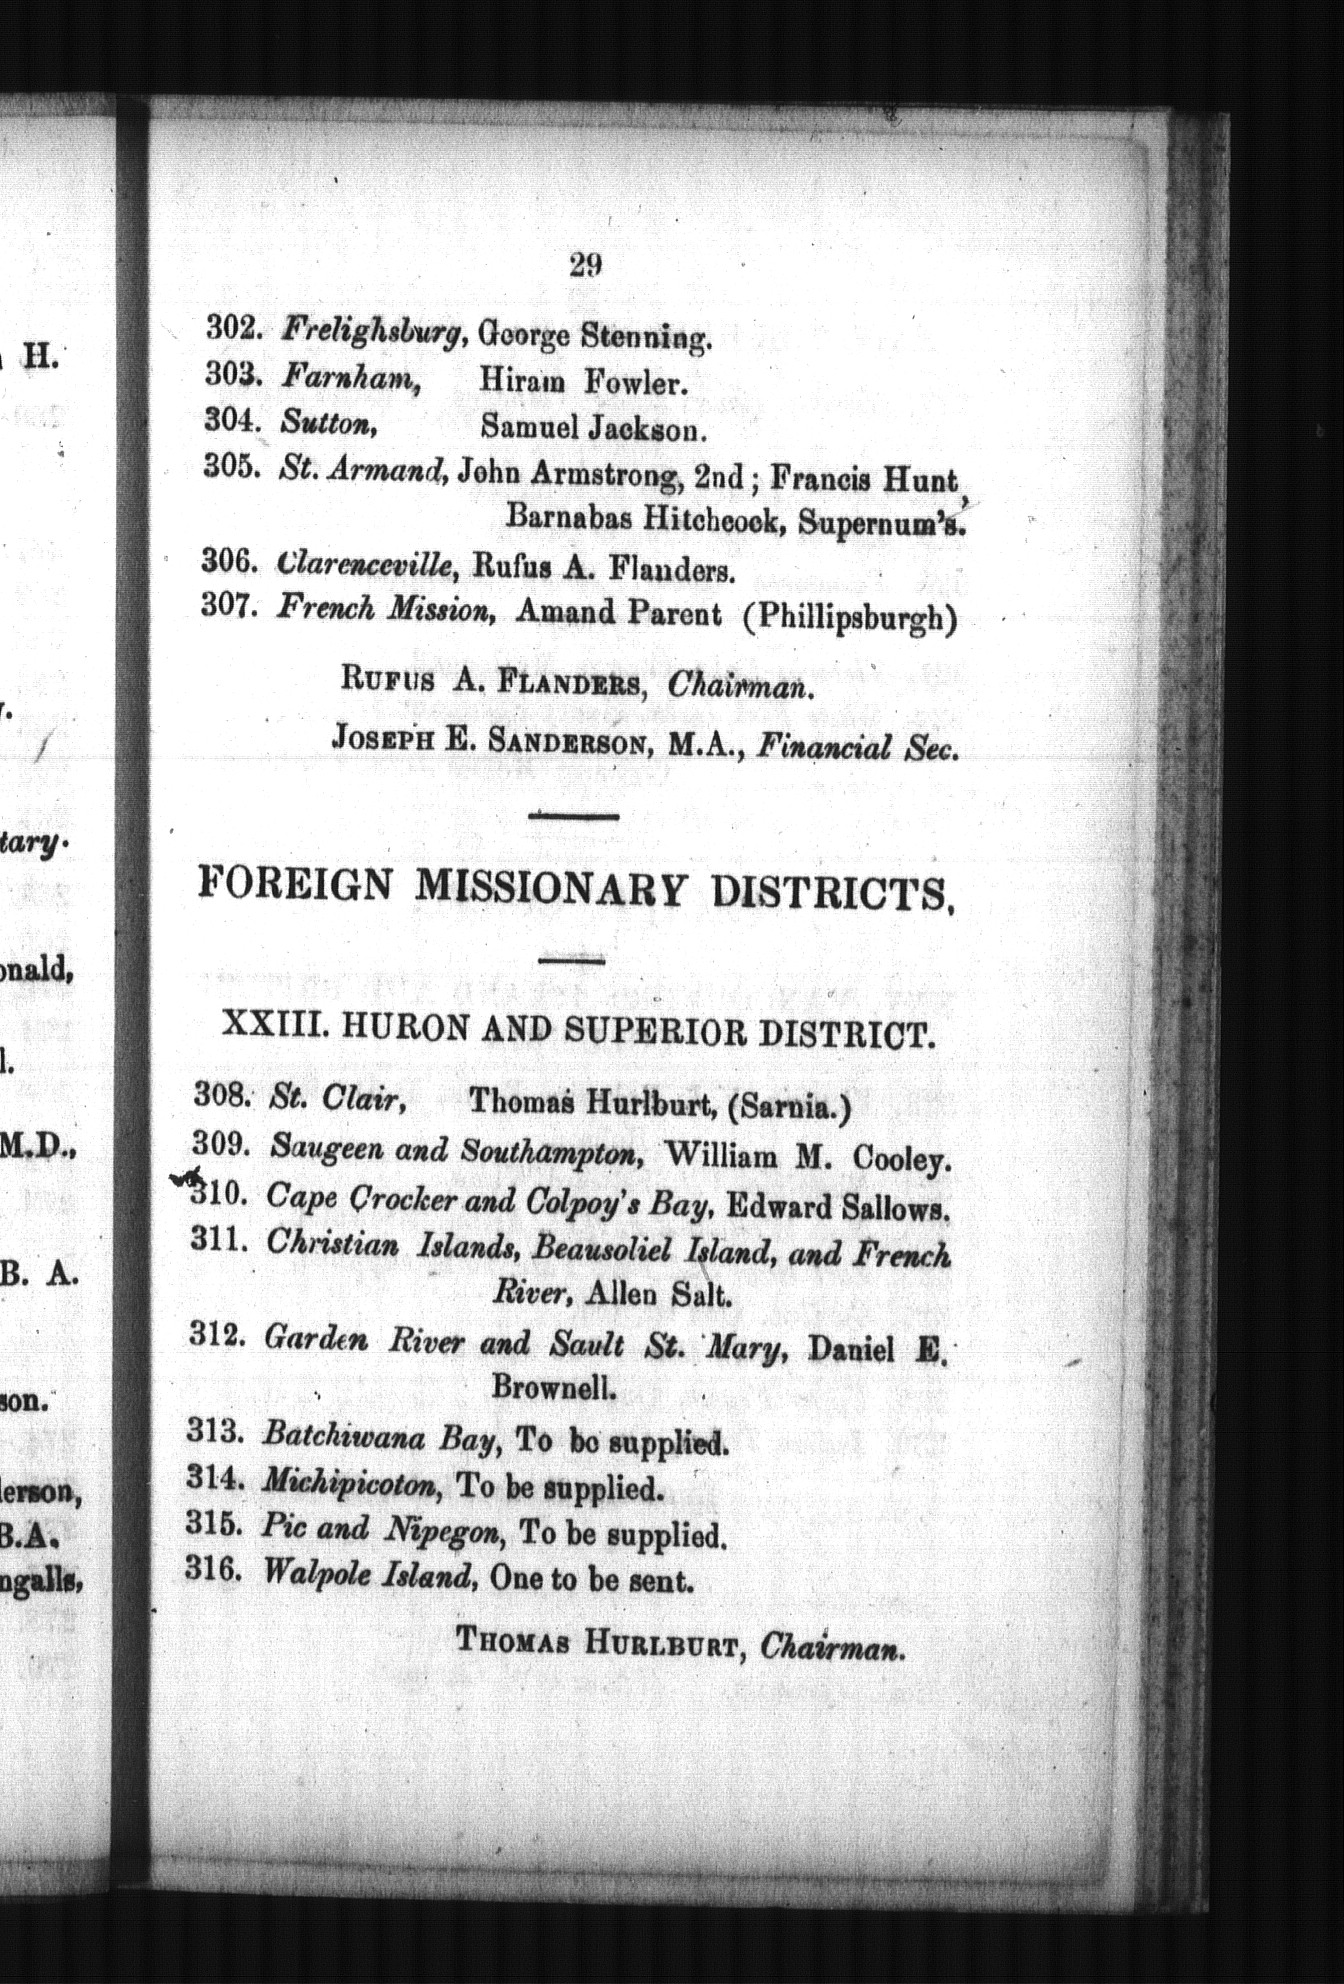 H.
tary.
onald,
M.D.,
B. A.
son.
erson,
B.A.
ngalls,
29
302. Frelighsburg, George Stenning.
303. Farnham, Hiram Fowler.
304. Sutton, Samuel Jackson.
305. St. Armand, John Armstrong, 2nd; Francis Hunt,
Barnabas Hitchcock, Supernum's.
306. Clarenceville, Rufus A. Flanders.
307. French Mission, Amand Parent (Phillipsburgh)
RUFUS A. FLANDERS, Chairman.
JOSEPH E. SANDERSON, M.A., Financial Sec.
FOREIGN MISSIONARY DISTRICTS.
XXIII. HURON AND SUPERIOR DISTRICT.
308. St. Clair, Thomas Hurlburt, (Sarnia.)
309. Saugeen and Southampton, William M. Cooley.
310. Cape Crocker and Colpoy's Bay, Edward Sallows.
311. Christian Islands, Beausoliel Island, and French
River, Allen Salt.
312. Garden River and Sault St. Mary, Daniel E.
Brownell.
313. Batchiwana Bay, To be supplied.
314. Michipicoton, To be supplied.
315. Pic and Nipegon, To be supplied.
316. Walpole Island, One to be sent.
THOMAS HURLBURT, Chairman.